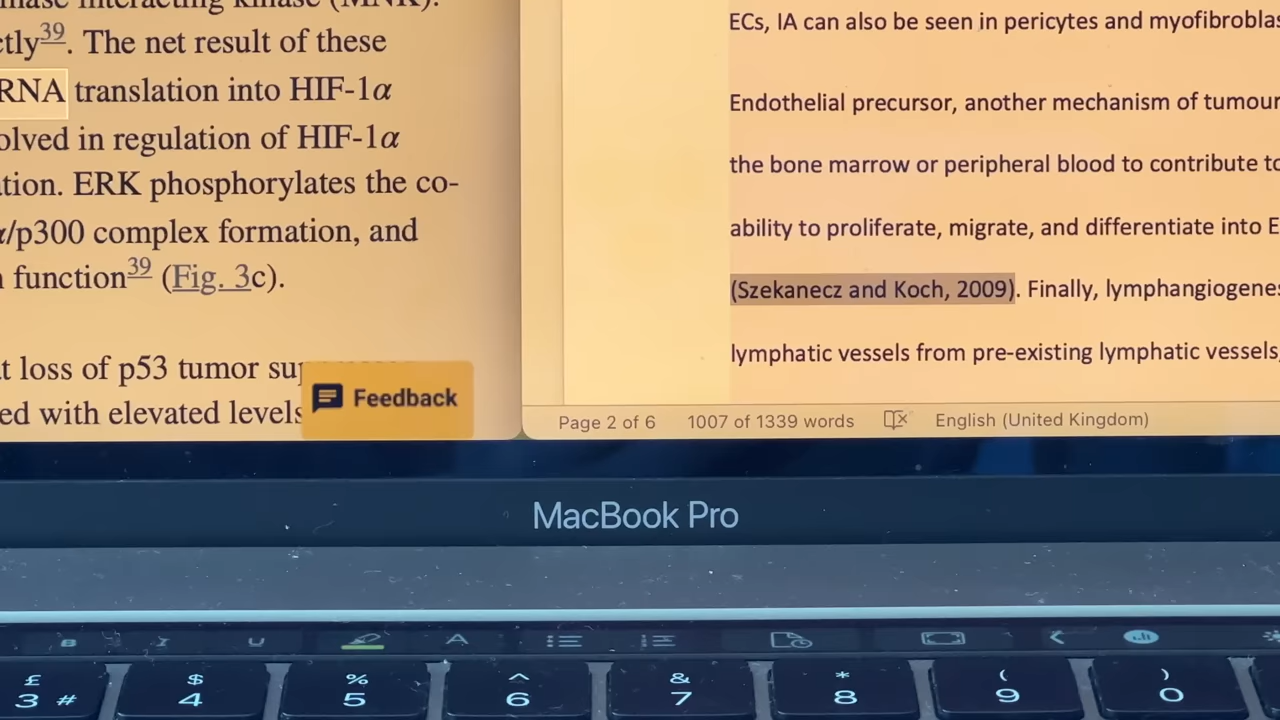 ctly39. The net result of these
RNA translation into HIF-1α
olved in regulation of HIF-1α
tion. ERK phosphorylates the co-
/p300 complex formation, and
function39 (Fig. 3c).
t loss of p53 tumor
ed with elevated levels
Feedback
ECs, IA can also be seen in pericytes and myofibroblas
Endothelial precursor, another mechanism of tumour
the bone marrow or peripheral blood to contribute to
ability to proliferate, migrate, and differentiate into E
(Szekanecz and Koch, 2009). Finally, lymphangiogenes
lymphatic vessels from pre-existing lymphatic vessels,
Page 2 of 6 1007 of 1339 words English (United Kingdom)
MacBook Pro
B I U A
£ $ % ^ & * ( )
3 # 4 5 6 7 8 9 0